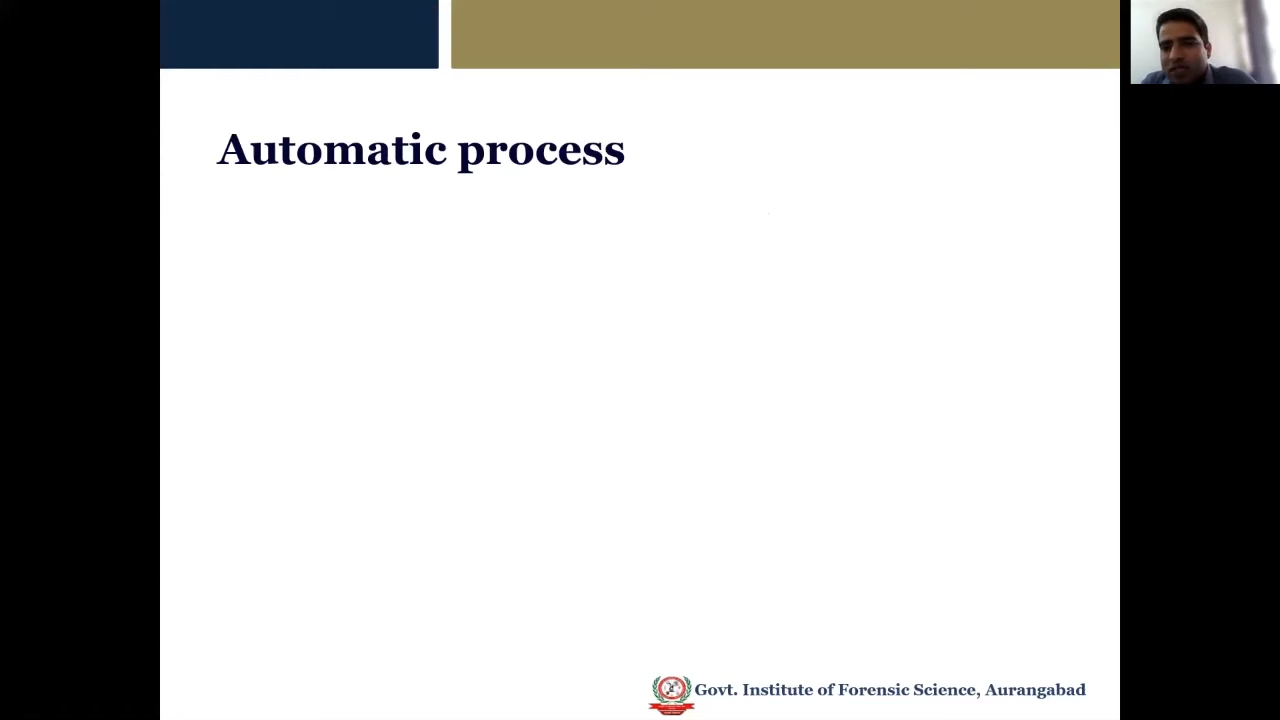 Automatic process
Govt. Institute of Forensic Science, Aurangabad